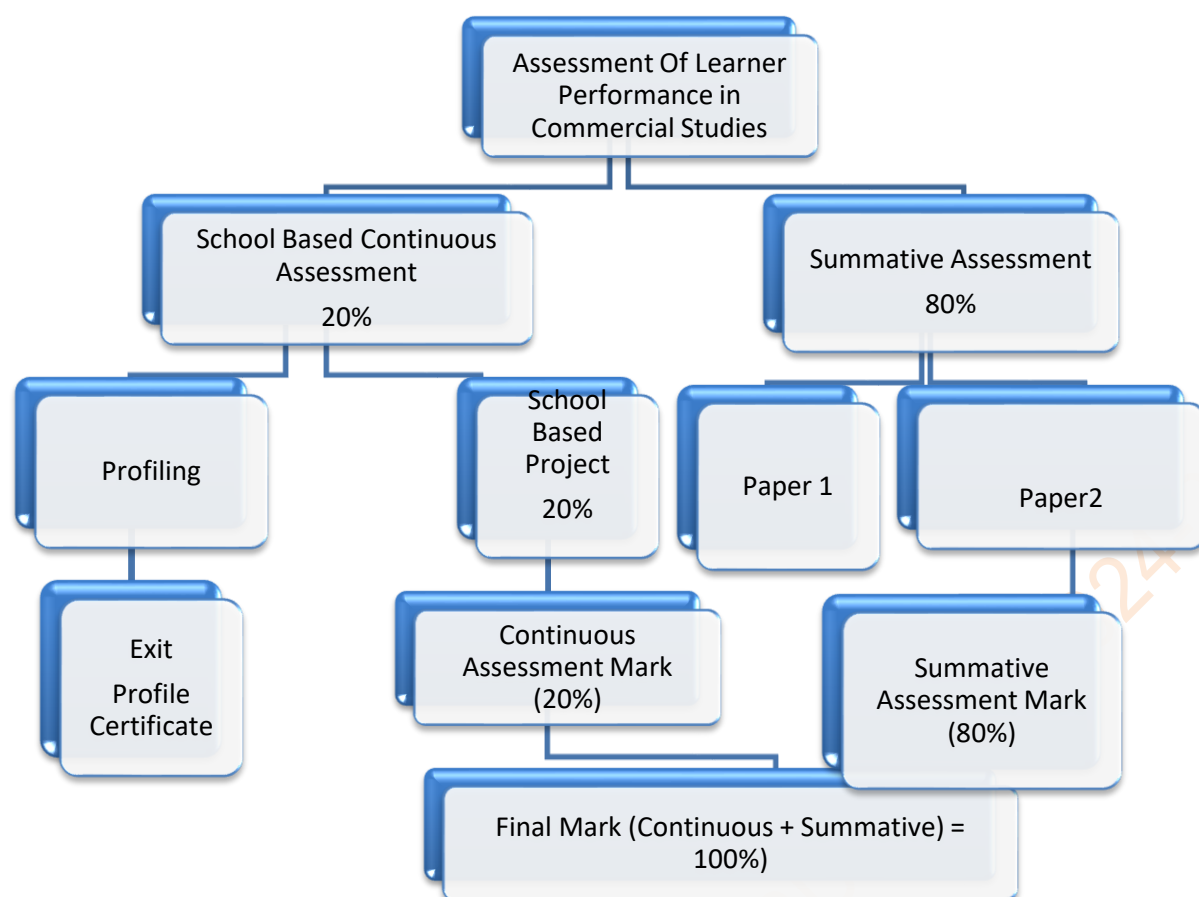 Assessment Of Learner
Performance in
Commercial Studies
School Based Continuous
Assessment
20%
Summative Assessment
80%
Profiling
School
Based
Project
20%
Paper 1
Paper2
Exit
Profile
Certificate
Continuous
Assessment Mark
(20%)
Summative
Assessment Mark
(80%)
Final Mark (Continuous + Summative) =
100%)
24